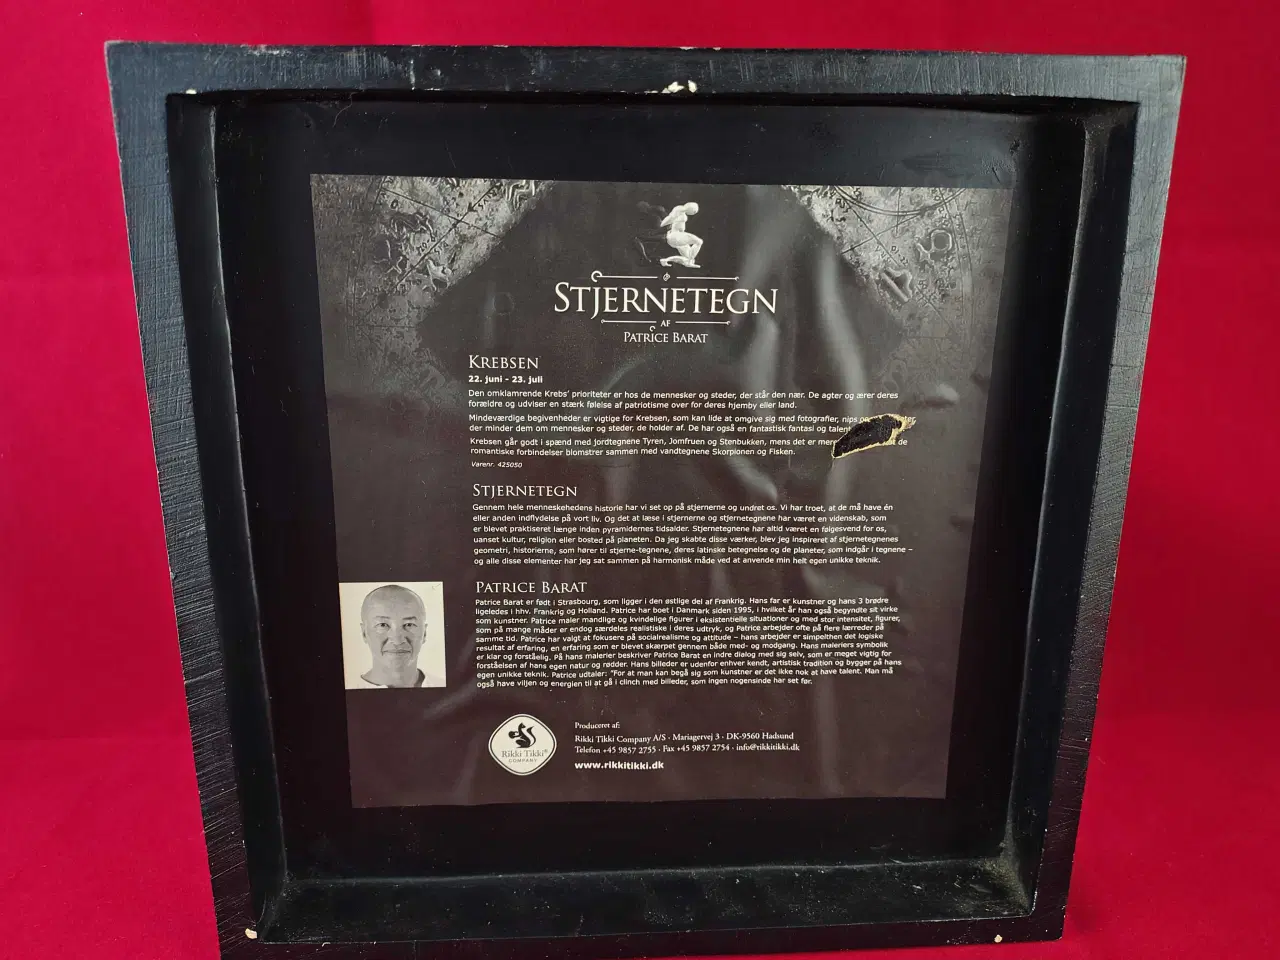 STJERNETEGN
AF
PATRICE BARAT
KREBSEN
22. juni - 23. juli
Den omklamrende Krebs' prioriteter er hos de mennesker og steder, der står den nær. De agter og ærer deres
forældre og udviser en stærk følelse af patriotisme over for deres hjemby eller land.
Mindeværdige begivenheder er vigtige for Krebsen, som kan lide at omgive sig med fotografier, nips
der minder dem om mennesker og steder, de holder af. De har også en fantastisk fantasi og talent
Krebsen går godt i spænd med jordtegnene Tyren, Jomfruen og Stenbukken, mens det er mere de
romantiske forbindelser blomstrer sammen med vandtegnene Skorpionen og Fisken.
Varenr. 425050
STJERNETEGN
Gennem hele menneskehedens historie har vi set op på stjernerne og undret os. Vi har troet, at de må have én
eller anden indflydelse på vort liv. Og det at læse i stjernerne og stjernetegnene har været en videnskab, som
er blevet praktiseret længe inden pyramidernes tidsalder. Stjernetegnene har altid været en følgesvend for os,
uanset kultur, religion eller bosted på planeten. Da jeg skabte disse værker, blev jeg inspireret af stjernetegnenes
geometri, historierne, som hører til stjerne-tegnene, deres latinske betegnelse og de planeter, som indgår i tegnene –
og alle disse elementer har jeg sat sammen på harmonisk måde ved at anvende min helt egen unikke teknik.
PATRICE BARAT
Patrice Barat er født i Strasbourg, som ligger i den østlige del af Frankrig. Hans far er kunstner og hans 3 brødre
ligeledes i hhv. Frankrig og Holland. Patrice har boet i Danmark siden 1995, i hvilket år han også begyndte sit virke
som kunstner. Patrice maler mandlige og kvindelige figurer i eksistentielle situationer og med stor intensitet, figurer,
som på mange måder er endog særdeles realistiske i deres udtryk, og Patrice arbejder ofte på flere lærreder på
samme tid. Patrice har valgt at fokusere på socialrealisme og attitude – hans arbejder er simpelthen det logiske
resultat af erfaring, en erfaring som er blevet skærpet gennem både med- og modgang. Hans maleriers symbolik
er klar og forståelig. På hans malerier beskriver Patrice Barat en indre dialog med sig selv, som er meget vigtig for
forståelsen af hans egen natur og rødder. Hans billeder er udenfor enhver kendt, artistisk tradition og bygger på hans
egen unikke teknik. Patrice udtaler: "For at man kan begå sig som kunstner er det ikke nok at have talent. Man må
også have viljen og energien til at gå i clinch med billeder, som ingen nogensinde har set før.
Rikki Tikki®
COMPANY
Produceret af:
Rikki Tikki Company A/S · Mariagervej 3 · DK-9560 Hadsund
Telefon +45 9857 2755 · Fax +45 9857 2754 · info@rikkitikki.dk
www.rikkitikki.dk